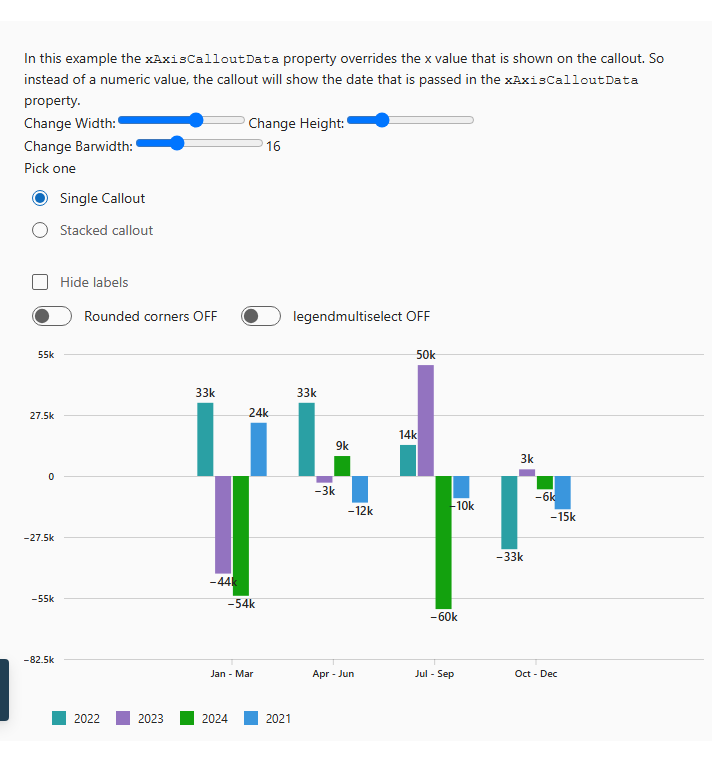 In this example the xAxisCalloutData property overrides the x value that is shown on the callout. So
instead of a numeric value, the callout will show the date that is passed in the xAxisCalloutData
property.
Change Width: Change Height:
Change Barwidth: 16
Pick one
Single Callout
Stacked callout
Hide labels
Rounded corners OFF legendmultiselect OFF
55k
50k
33k
33k
27.5k
24k
14k
9k
3k
0
−3k
−6k
−10k
−12k
−15k
−27.5k
−33k
−44k
−55k
−54k
−60k
−82.5k
Jan - Mar Apr - Jun Jul - Sep Oct - Dec
2022 2023 2024 2021